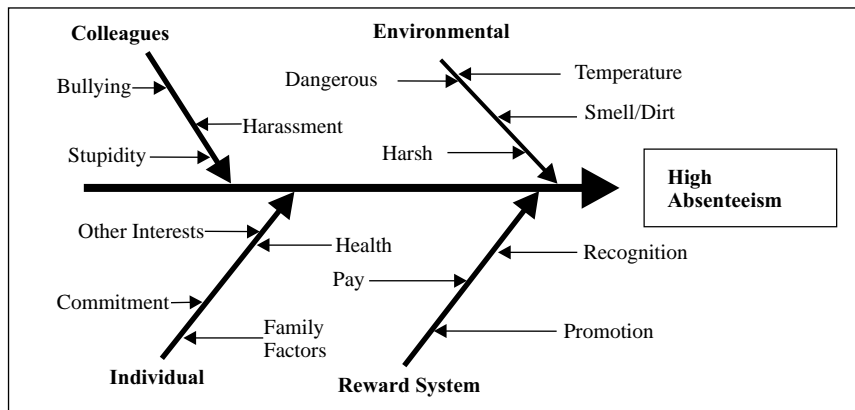 Colleagues
Environmental
Bullying
Dangerous
Temperature
Smell/Dirt
Harassment
Stupidity
Harsh
High
Absenteeism
Other Interests
Health
Recognition
Pay
Commitment
Family
Factors
Promotion
Individual
Reward System